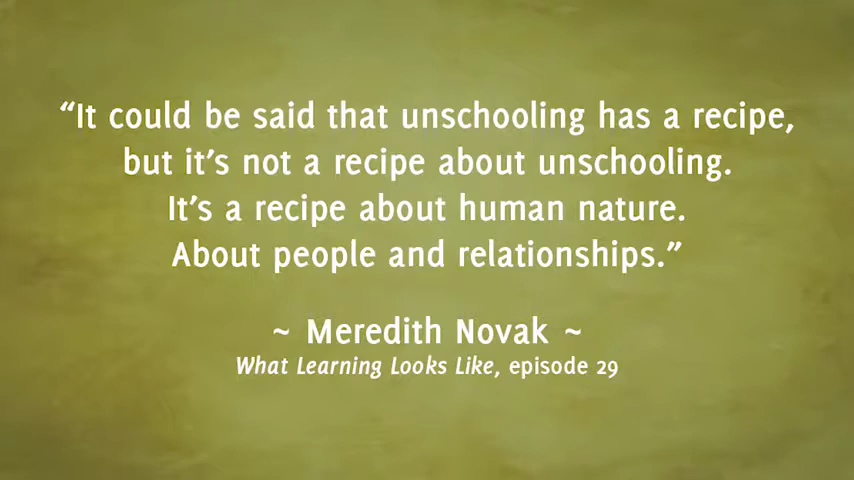 “It could be said that unschooling has a recipe,
but it’s not a recipe about unschooling.
It’s a recipe about human nature.
About people and relationships.”
~ Meredith Novak ~
What Learning Looks Like, episode 29